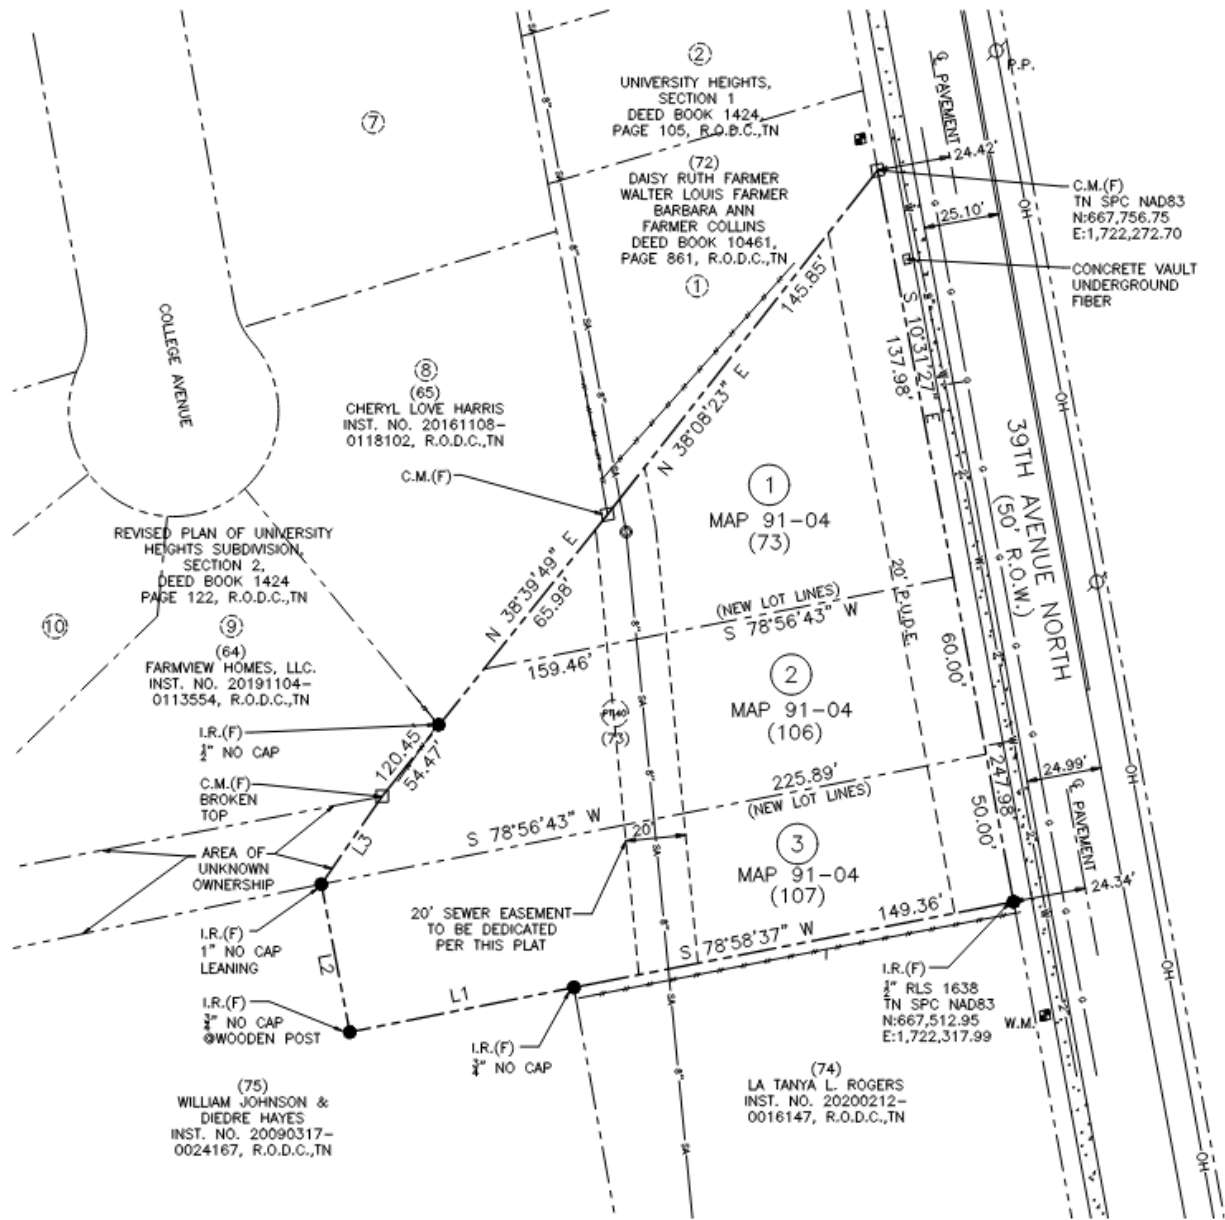 ②
UNIVERSITY HEIGHTS,
SECTION 1
DEED BOOK 1424,
PAGE 105, R.O.D.C.,TN
(72)
DAISY RUTH FARMER
WALTER LOUIS FARMER
BARBARA ANN
FARMER COLLINS
DEED BOOK 10461,
PAGE 861, R.O.D.C.,TN
①
⑦
℄ PAVEMENT
P.P.
24.42'
25.10'
C.M.(F)
TN SPC NAD83
N:667,756.75
E:1,722,272.70
CONCRETE VAULT
UNDERGROUND
FIBER
COLLEGE AVENUE
⑧
(65)
CHERYL LOVE HARRIS
INST. NO. 20161108-
0118102, R.O.D.C.,TN
C.M.(F)
145.85'
N 38°08'23" E
S 10°31'27" E
137.98'
39TH AVENUE NORTH
(50' R.O.W.)
①
MAP 91-04
(73)
REVISED PLAN OF UNIVERSITY
HEIGHTS SUBDIVISION,
SECTION 2,
DEED BOOK 1424
PAGE 122, R.O.D.C.,TN
⑩
⑨
(64)
FARMVIEW HOMES, LLC.
INST. NO. 20191104-
0113554, R.O.D.C.,TN
N 38°39'49" E
65.98'
20' P.U.D.E.
(NEW LOT LINES)
S 78°56'43" W
159.46'
60.00'
②
MAP 91-04
(106)
(73)
I.R.(F)
½" NO CAP
120.45'
54.47'
C.M.(F)
BROKEN
TOP
L3
225.89'
(NEW LOT LINES)
S 78°56'43" W
247.98'
50.00'
24.99'
℄ PAVEMENT
AREA OF
UNKNOWN
OWNERSHIP
20'
③
MAP 91-04
(107)
24.34'
149.36'
S 78°58'37" W
20' SEWER EASEMENT
TO BE DEDICATED
PER THIS PLAT
I.R.(F)
1" NO CAP
LEANING
L2
L1
I.R.(F)
¾" NO CAP
@WOODEN POST
I.R.(F)
¾" NO CAP
I.R.(F)
½" RLS 1638
TN SPC NAD83
N:667,512.95
E:1,722,317.99
W.M.
(75)
WILLIAM JOHNSON &
DIEDRE HAYES
INST. NO. 20090317-
0024167, R.O.D.C.,TN
(74)
LA TANYA L. ROGERS
INST. NO. 20200212-
0016147, R.O.D.C.,TN
SA
8"
OH
G
W
2"